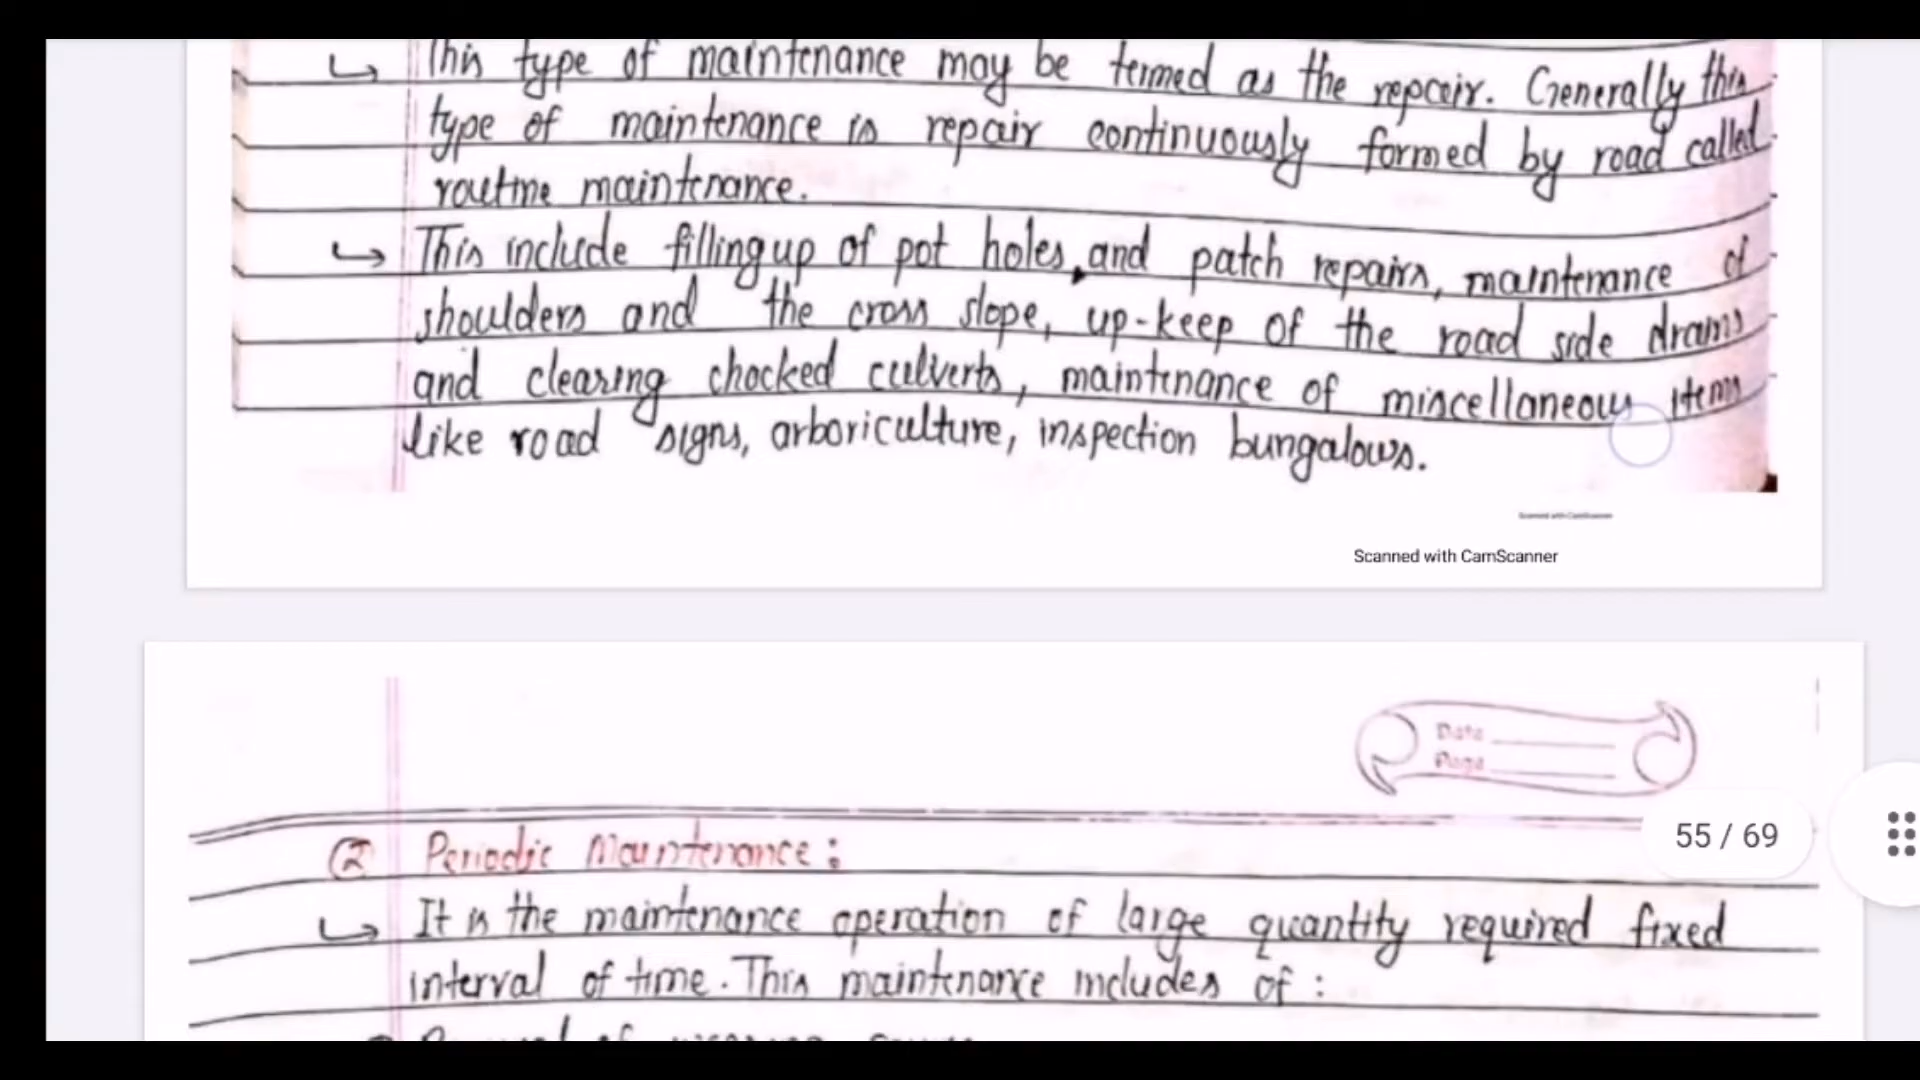 ↳ This type of maintenance may be termed as the repair. Generally this
type of maintenance is repair continuously formed by road called
routine maintenance.
↳ This include filling up of pot holes, and patch repairs, maintenance of
shoulders and the cross slope, up-keep of the road side drains
and clearing chocked culverts, maintenance of miscellaneous items
like road signs, arboriculture, inspection bungalows.
Scanned with CamScanner
Scanned with CamScanner
Date
Page
55 / 69
② Periodic Maintenance:
↳ It is the maintenance operation of large quantity required fixed
interval of time. This maintenance includes of :